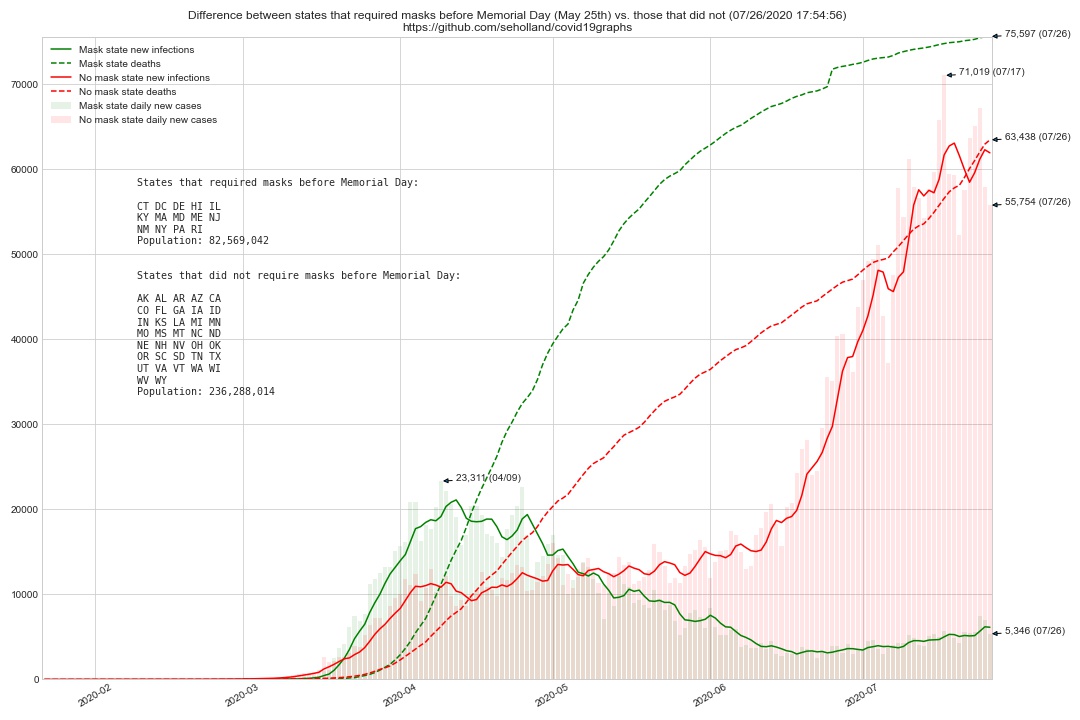 Difference between states that required masks before Memorial Day (May 25th) vs. those that did not (07/26/2020 17:54:56)
https://github.com/seholland/covid19graphs
Mask state new infections
Mask state deaths
No mask state new infections
No mask state deaths
Mask state daily new cases
No mask state daily new cases
States that required masks before Memorial Day:
CT DC DE HI IL
KY MA MD ME NJ
NM NY PA RI
Population: 82,569,042
States that did not require masks before Memorial Day:
AK AL AR AZ CA
CO FL GA IA ID
IN KS LA MI MN
MO MS MT NC ND
NE NH NV OH OK
OR SC SD TN TX
UT VA VT WA WI
WV WY
Population: 236,288,014
75,597 (07/26)
71,019 (07/17)
63,438 (07/26)
55,754 (07/26)
23,311 (04/09)
5,346 (07/26)
70000
60000
50000
40000
30000
20000
10000
0
2020-02
2020-03
2020-04
2020-05
2020-06
2020-07